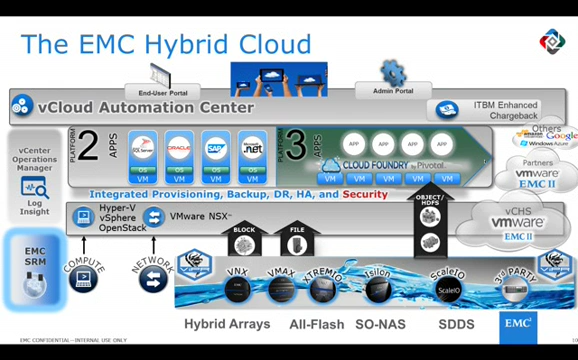 The EMC Hybrid Cloud
End-User Portal
Admin Portal
vCloud Automation Center
ITBM Enhanced
Chargeback
vCenter
Operations
Manager
Log
Insight
PLATFORM
2
APPS
SQL Server
ORACLE
SAP
Microsoft
.net
OS
OS
OS
OS
VM
VM
VM
VM
PLATFORM
3
APPS
APP
APP
APP
APP
CLOUD FOUNDRY by Pivotal
VM
VM
VM
VM
VM
Others
Google
Windows Azure
Partners
vmware
EMC II
vCHS
vmware
EMC II
Integrated Provisioning, Backup, DR, HA, and Security
Hyper-V
vSphere
OpenStack
VMware NSX™
OBJECT/
HDFS
BLOCK
FILE
EMC
SRM
COMPUTE
NETWORK
VNX
VMAX
XTREMIO
Isilon
ScaleIO
3rd PARTY
ScaleIO
Hybrid Arrays
All-Flash
SO-NAS
SDDS
EMC²
EMC CONFIDENTIAL—INTERNAL USE ONLY